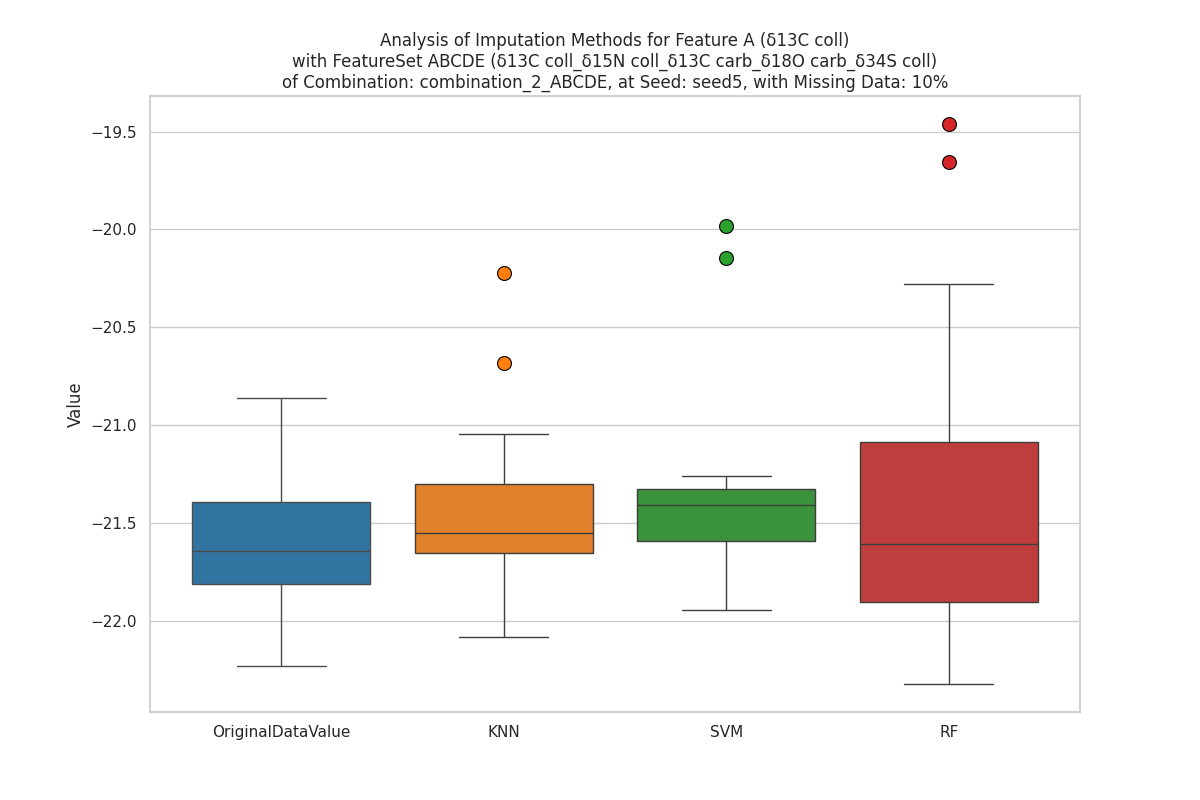 Analysis of Imputation Methods for Feature A (δ13C coll)
with FeatureSet ABCDE (δ13C coll_δ15N coll_δ13C carb_δ18O carb_δ34S coll)
of Combination: combination_2_ABCDE, at Seed: seed5, with Missing Data: 10%
−19.5
−20.0
−20.5
−21.0
−21.5
−22.0
Value
OriginalDataValue
KNN
SVM
RF